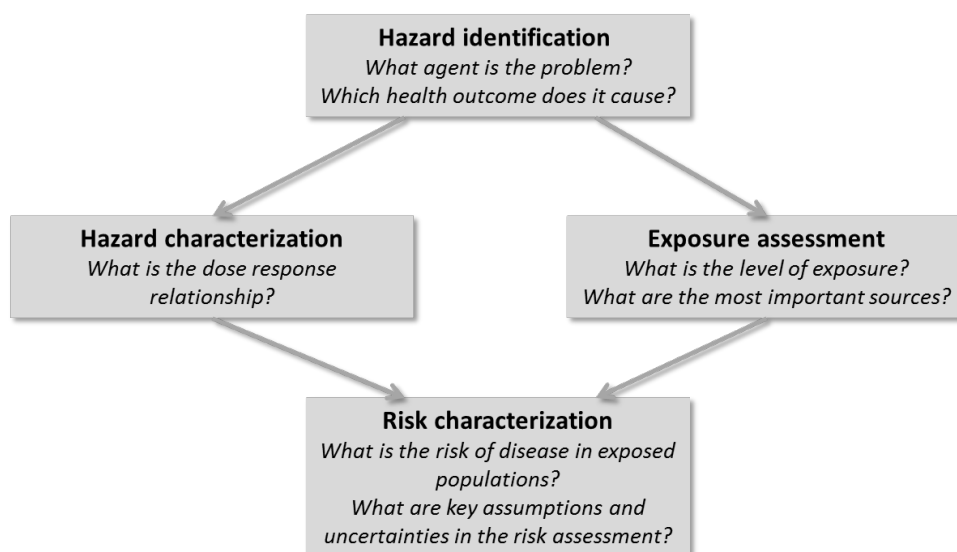 Hazard identification
What agent is the problem?
Which health outcome does it cause?
Hazard characterization
What is the dose response
relationship?
Exposure assessment
What is the level of exposure?
What are the most important sources?
Risk characterization
What is the risk of disease in exposed
populations?
What are key assumptions and
uncertainties in the risk assessment?